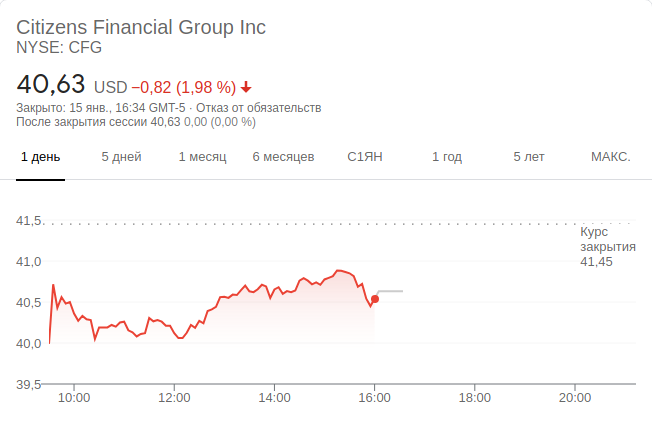 Citizens Financial Group Inc
NYSE: CFG
40,63 USD −0,82 (1,98 %)
Закрыто: 15 янв., 16:34 GMT-5 · Отказ от обязательств
После закрытия сессии 40,63 0,00 (0,00 %)
1 день 5 дней 1 месяц 6 месяцев С1ЯН 1 год 5 лет МАКС.
41,5
Курс
закрытия
41,0 41,45
40,5
40,0
39,5
10:00 12:00 14:00 16:00 18:00 20:00